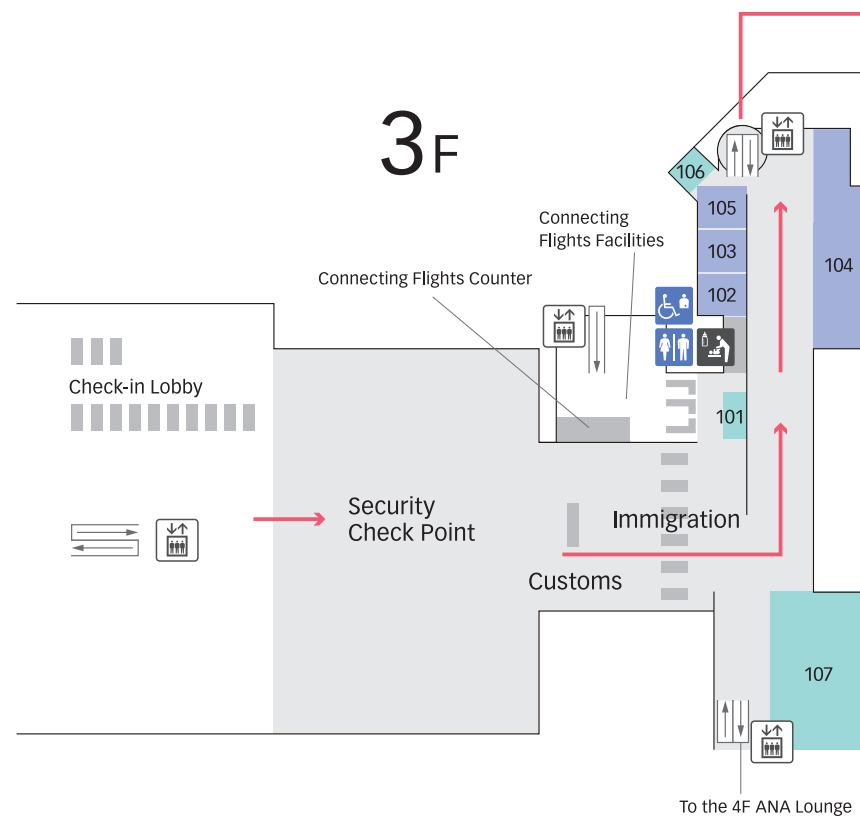 3F
106
105
Connecting
Flights Facilities
103
104
Connecting Flights Counter
102
Check-in Lobby
101
Security
Check Point
Immigration
Customs
107
To the 4F ANA Lounge